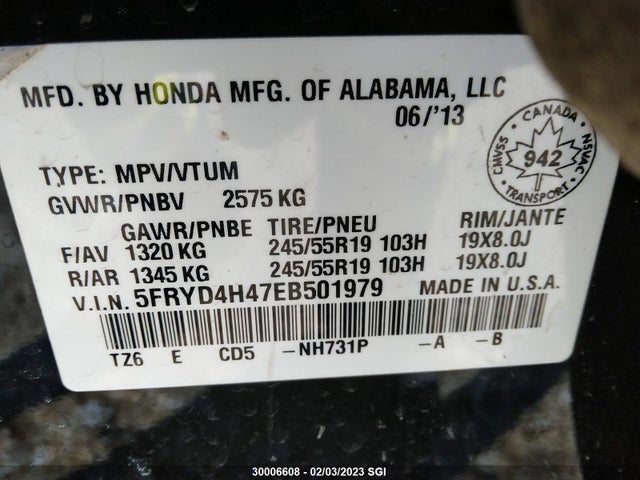 MFD. BY HONDA MFG. OF ALABAMA, LLC
06/'13
CANADA
CMVSS
942
NSVAC
TRANSPORT
TYPE: MPV/VTUM
GVWR/PNBV 2575 KG
GAWR/PNBE TIRE/PNEU RIM/JANTE
F/AV 1320 KG 245/55R19 103H 19X8.0J
R/AR 1345 KG 245/55R19 103H 19X8.0J
V.I.N. 5FRYD4H47EB501979 MADE IN U.S.A.
TZ6 E CD5 -NH731P -A -B
30006608 - 02/03/2023 SGI